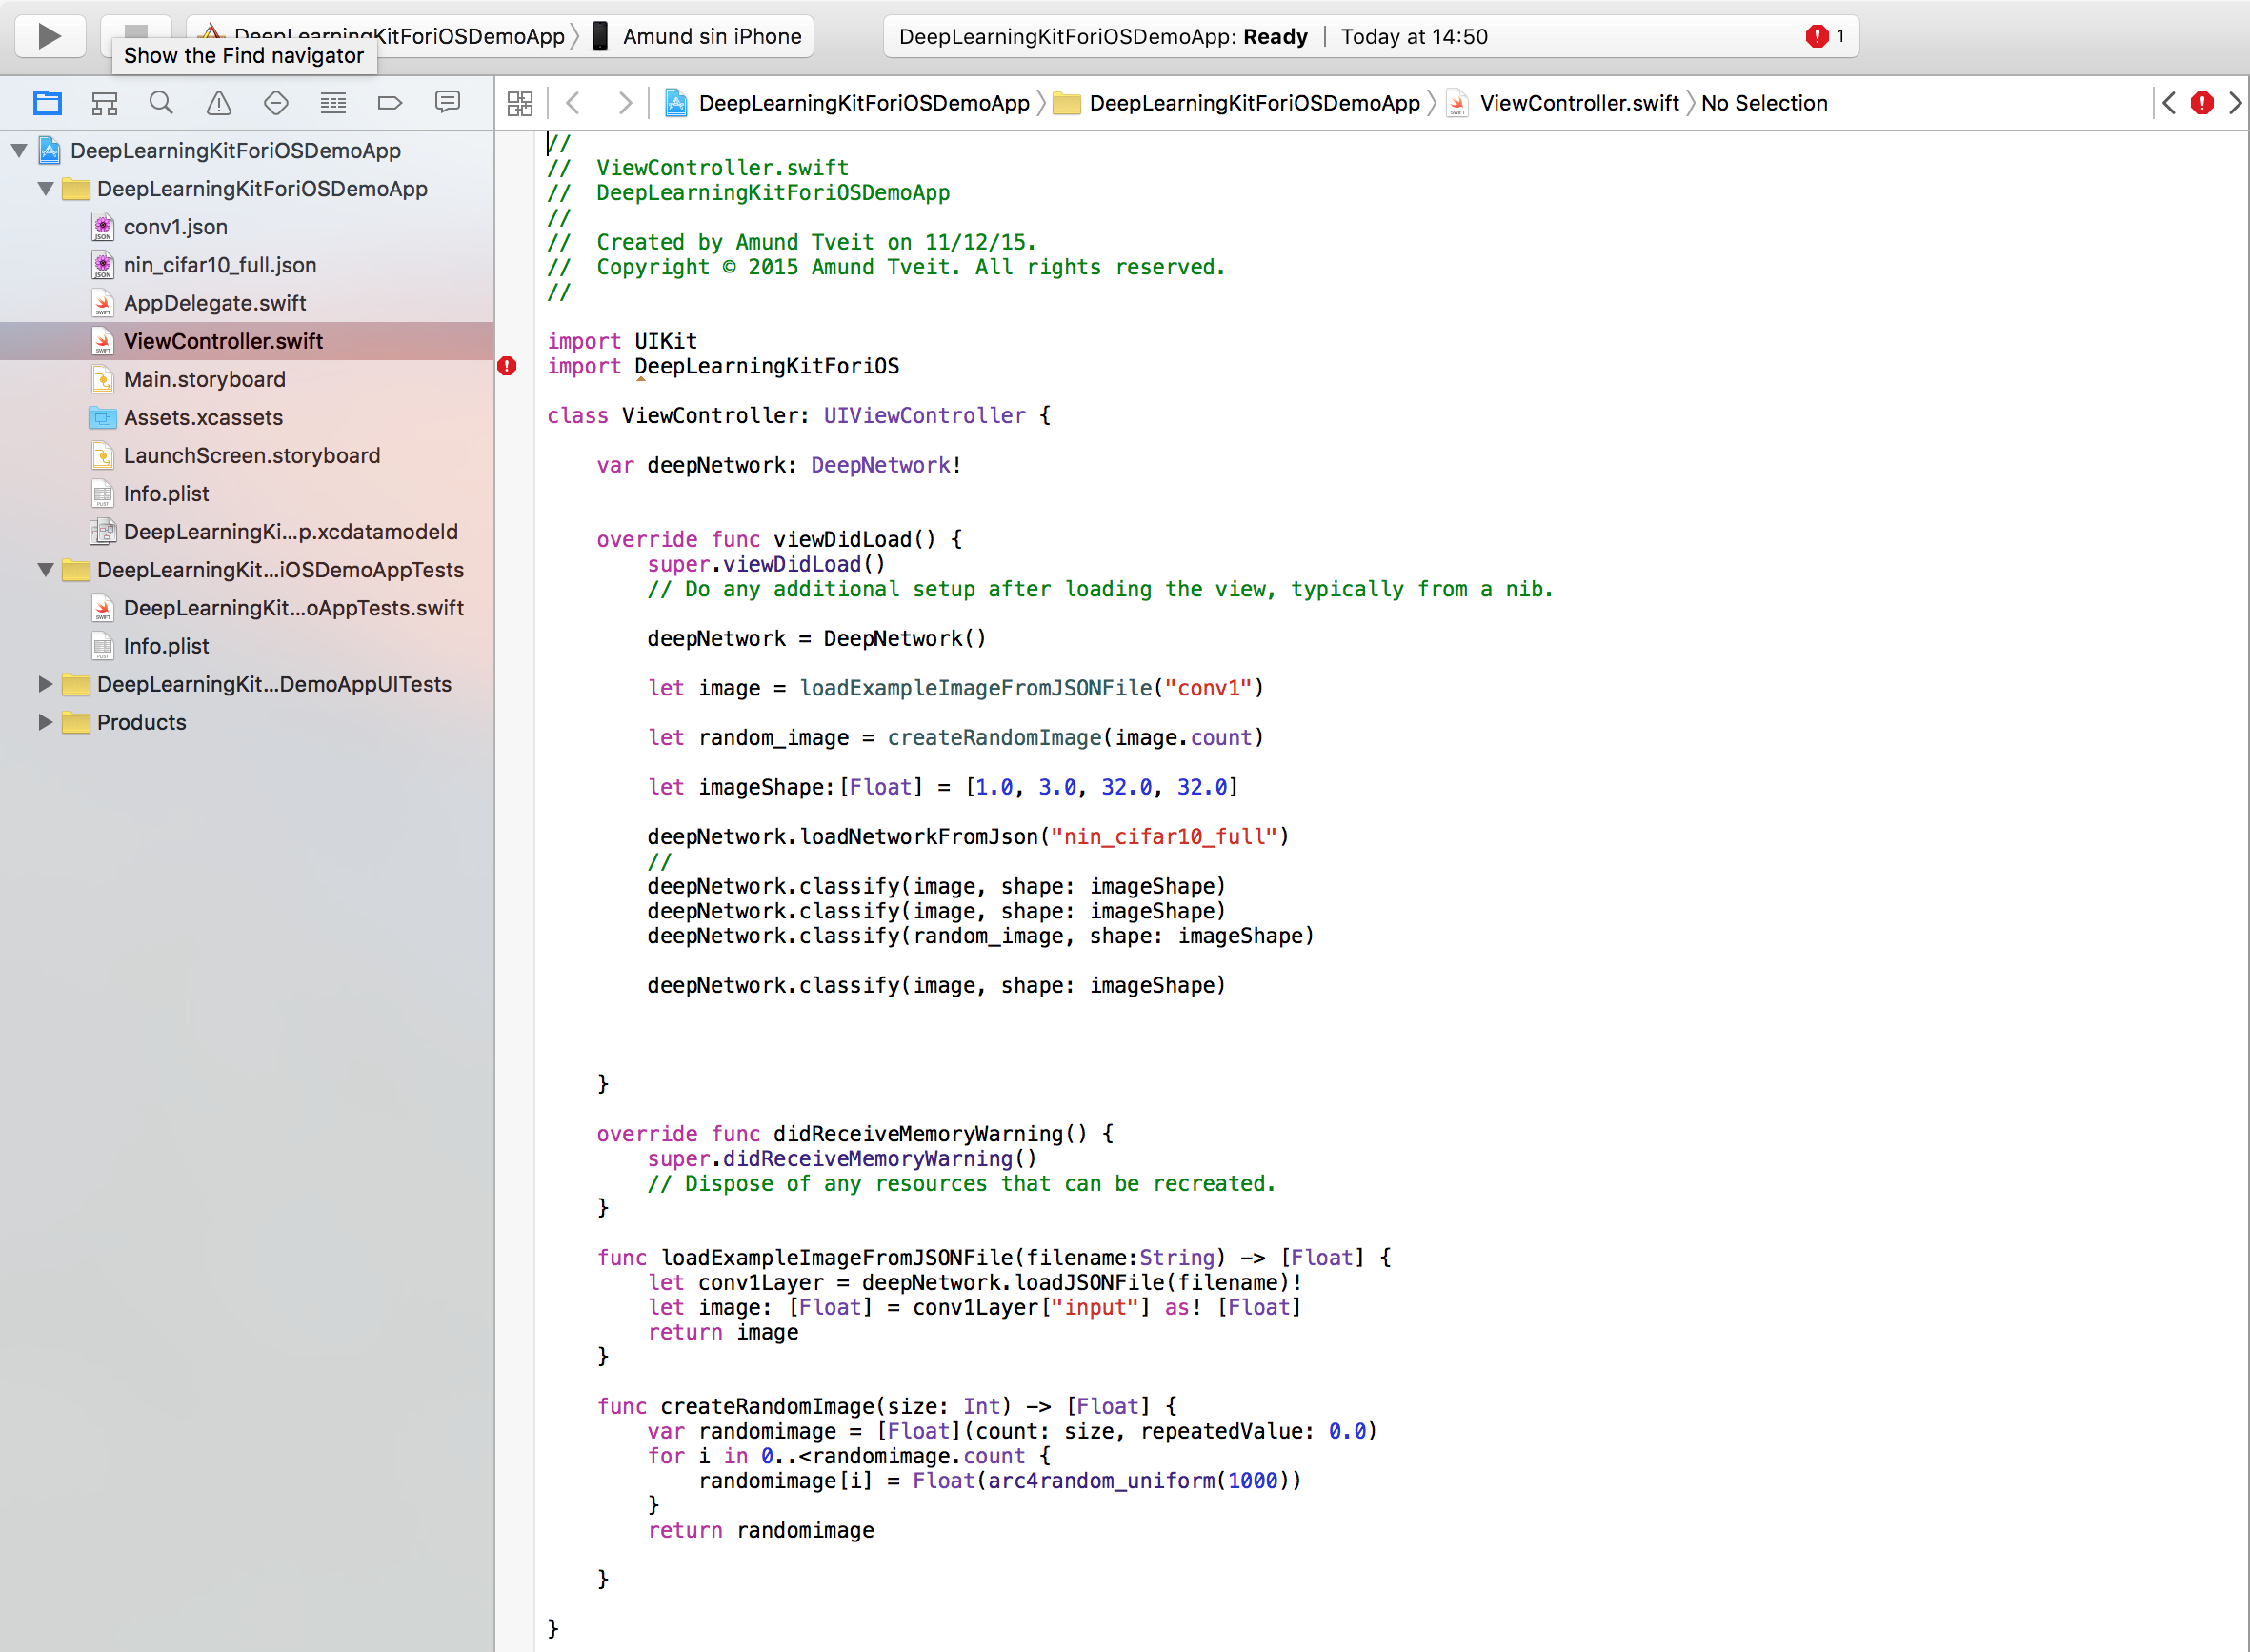 DeepLearningKitForiOSDemoApp
Amund sin iPhone
DeepLearningKitForiOSDemoApp: Ready | Today at 14:50
1
Show the Find navigator
DeepLearningKitForiOSDemoApp
DeepLearningKitForiOSDemoApp
ViewController.swift
No Selection
DeepLearningKitForiOSDemoApp
DeepLearningKitForiOSDemoApp
conv1.json
nin_cifar10_full.json
AppDelegate.swift
ViewController.swift
Main.storyboard
Assets.xcassets
LaunchScreen.storyboard
Info.plist
DeepLearningKi...p.xcdatamodeld
DeepLearningKit...iOSDemoAppTests
DeepLearningKit...oAppTests.swift
Info.plist
DeepLearningKit...DemoAppUITests
Products
//
//  ViewController.swift
//  DeepLearningKitForiOSDemoApp
//
//  Created by Amund Tveit on 11/12/15.
//  Copyright © 2015 Amund Tveit. All rights reserved.
//
import UIKit
import DeepLearningKitForiOS
class ViewController: UIViewController {
    var deepNetwork: DeepNetwork!
    override func viewDidLoad() {
        super.viewDidLoad()
        // Do any additional setup after loading the view, typically from a nib.
        deepNetwork = DeepNetwork()
        let image = loadExampleImageFromJSONFile("conv1")
        let random_image = createRandomImage(image.count)
        let imageShape:[Float] = [1.0, 3.0, 32.0, 32.0]
        deepNetwork.loadNetworkFromJson("nin_cifar10_full")
        //
        deepNetwork.classify(image, shape: imageShape)
        deepNetwork.classify(image, shape: imageShape)
        deepNetwork.classify(random_image, shape: imageShape)
        deepNetwork.classify(image, shape: imageShape)
    }
    override func didReceiveMemoryWarning() {
        super.didReceiveMemoryWarning()
        // Dispose of any resources that can be recreated.
    }
    func loadExampleImageFromJSONFile(filename:String) -> [Float] {
        let conv1Layer = deepNetwork.loadJSONFile(filename)!
        let image: [Float] = conv1Layer["input"] as! [Float]
        return image
    }
    func createRandomImage(size: Int) -> [Float] {
        var randomimage = [Float](count: size, repeatedValue: 0.0)
        for i in 0..<randomimage.count {
            randomimage[i] = Float(arc4random_uniform(1000))
        }
        return randomimage
    }
}